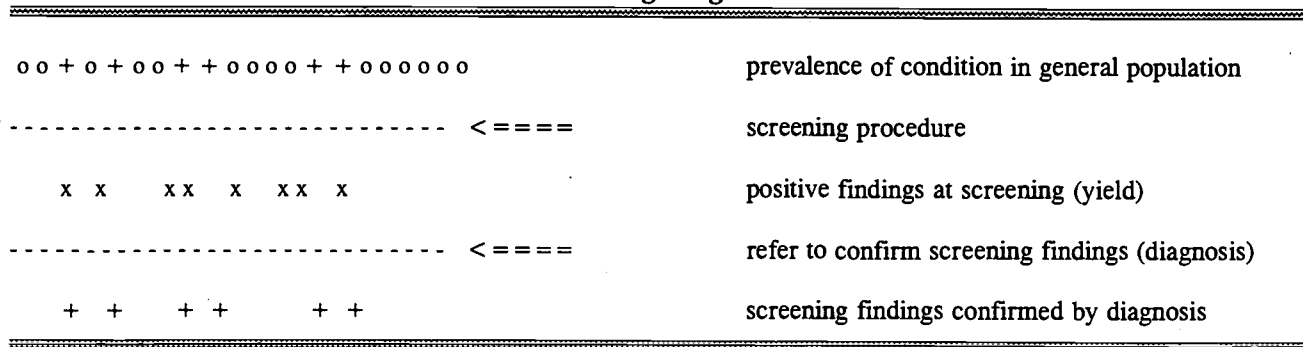 o o + o + o o + + o o o o + + o o o o o o prevalence of condition in general population
- - - - - - - - - - - - - - - - - - - - - - - - - - - - - <==== screening procedure
x x x x x x x x positive findings at screening (yield)
- - - - - - - - - - - - - - - - - - - - - - - - - - - - - <==== refer to confirm screening findings (diagnosis)
+ + + + + + screening findings confirmed by diagnosis